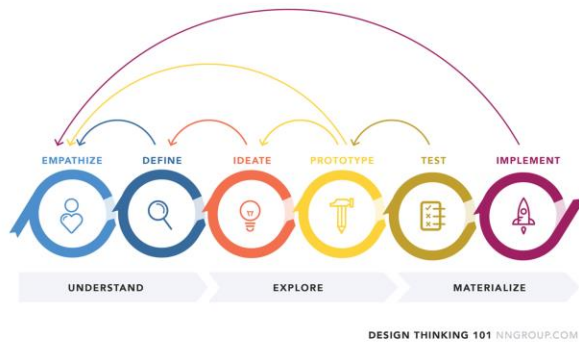 EMPATHIZE DEFINE IDEATE PROTOTYPE TEST IMPLEMENT
UNDERSTAND EXPLORE MATERIALIZE
DESIGN THINKING 101 NNGROUP.COM